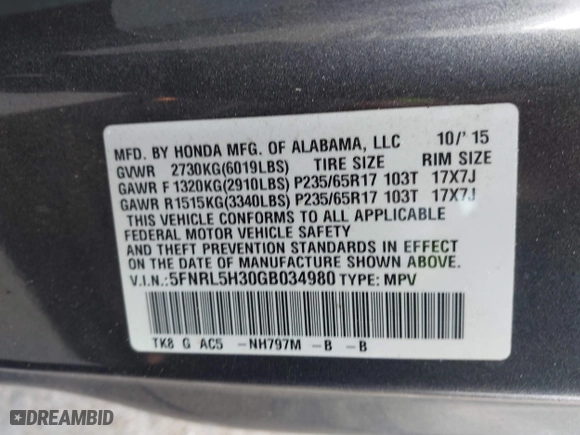 MFD. BY HONDA MFG. OF ALABAMA, LLC 10/'15
GVWR 2730KG(6019LBS) TIRE SIZE RIM SIZE
GAWR F 1320KG(2910LBS) P235/65R17 103T 17X7J
GAWR R 1515KG(3340LBS) P235/65R17 103T 17X7J
THIS VEHICLE CONFORMS TO ALL APPLICABLE
FEDERAL MOTOR VEHICLE SAFETY
AND THEFT PREVENTION STANDARDS IN EFFECT
ON THE DATE OF MANUFACTURE SHOWN ABOVE.
V.I.N.:5FNRL5H30GB034980 TYPE: MPV
TK8 G AC5 -NH797M -B -B
DREAMBID